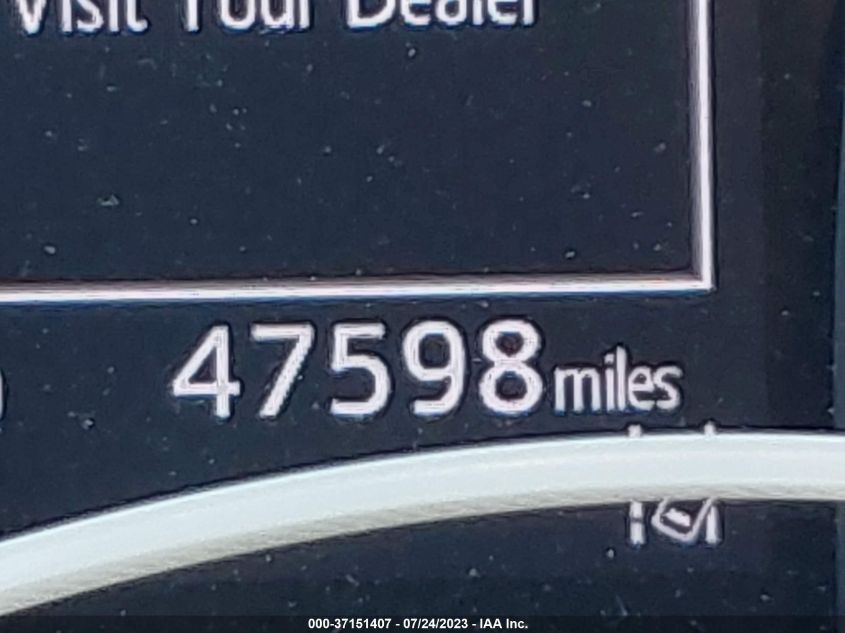 Visit Your Dealer
47598 miles
000-37151407 - 07/24/2023 - IAA Inc.